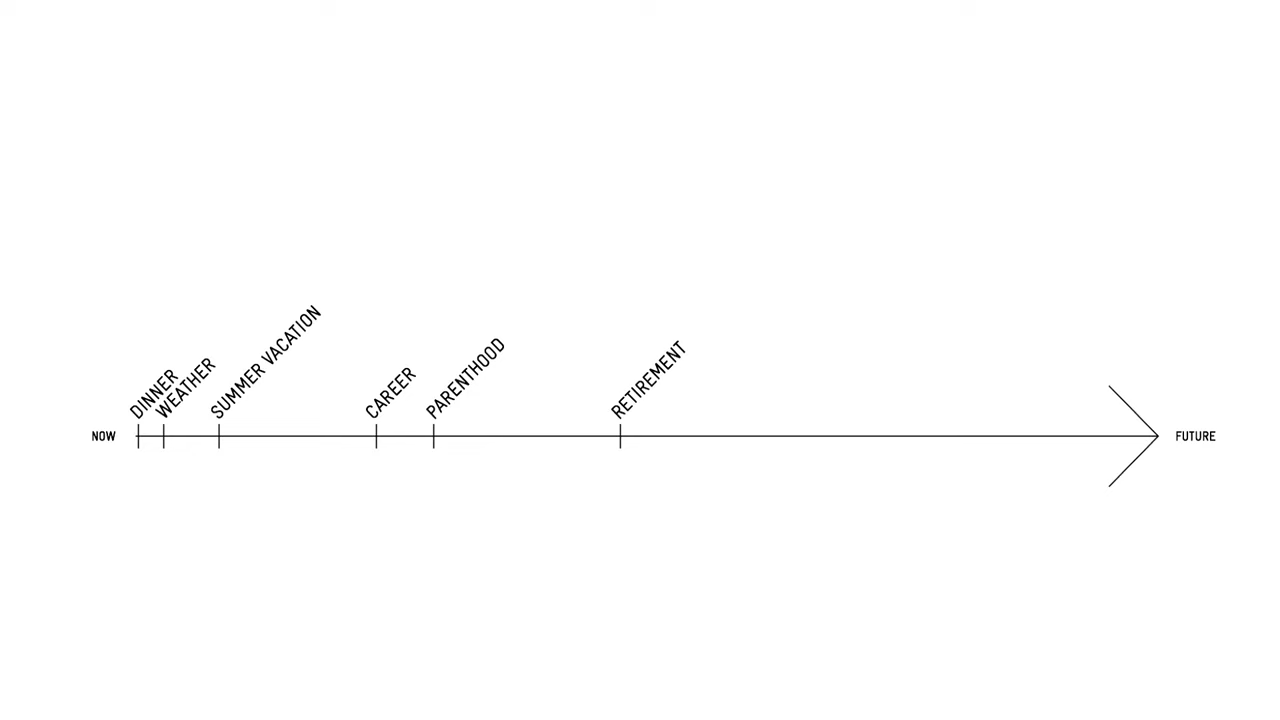 DINNER
WEATHER
SUMMER VACATION
CAREER
PARENTHOOD
RETIREMENT
NOW
FUTURE